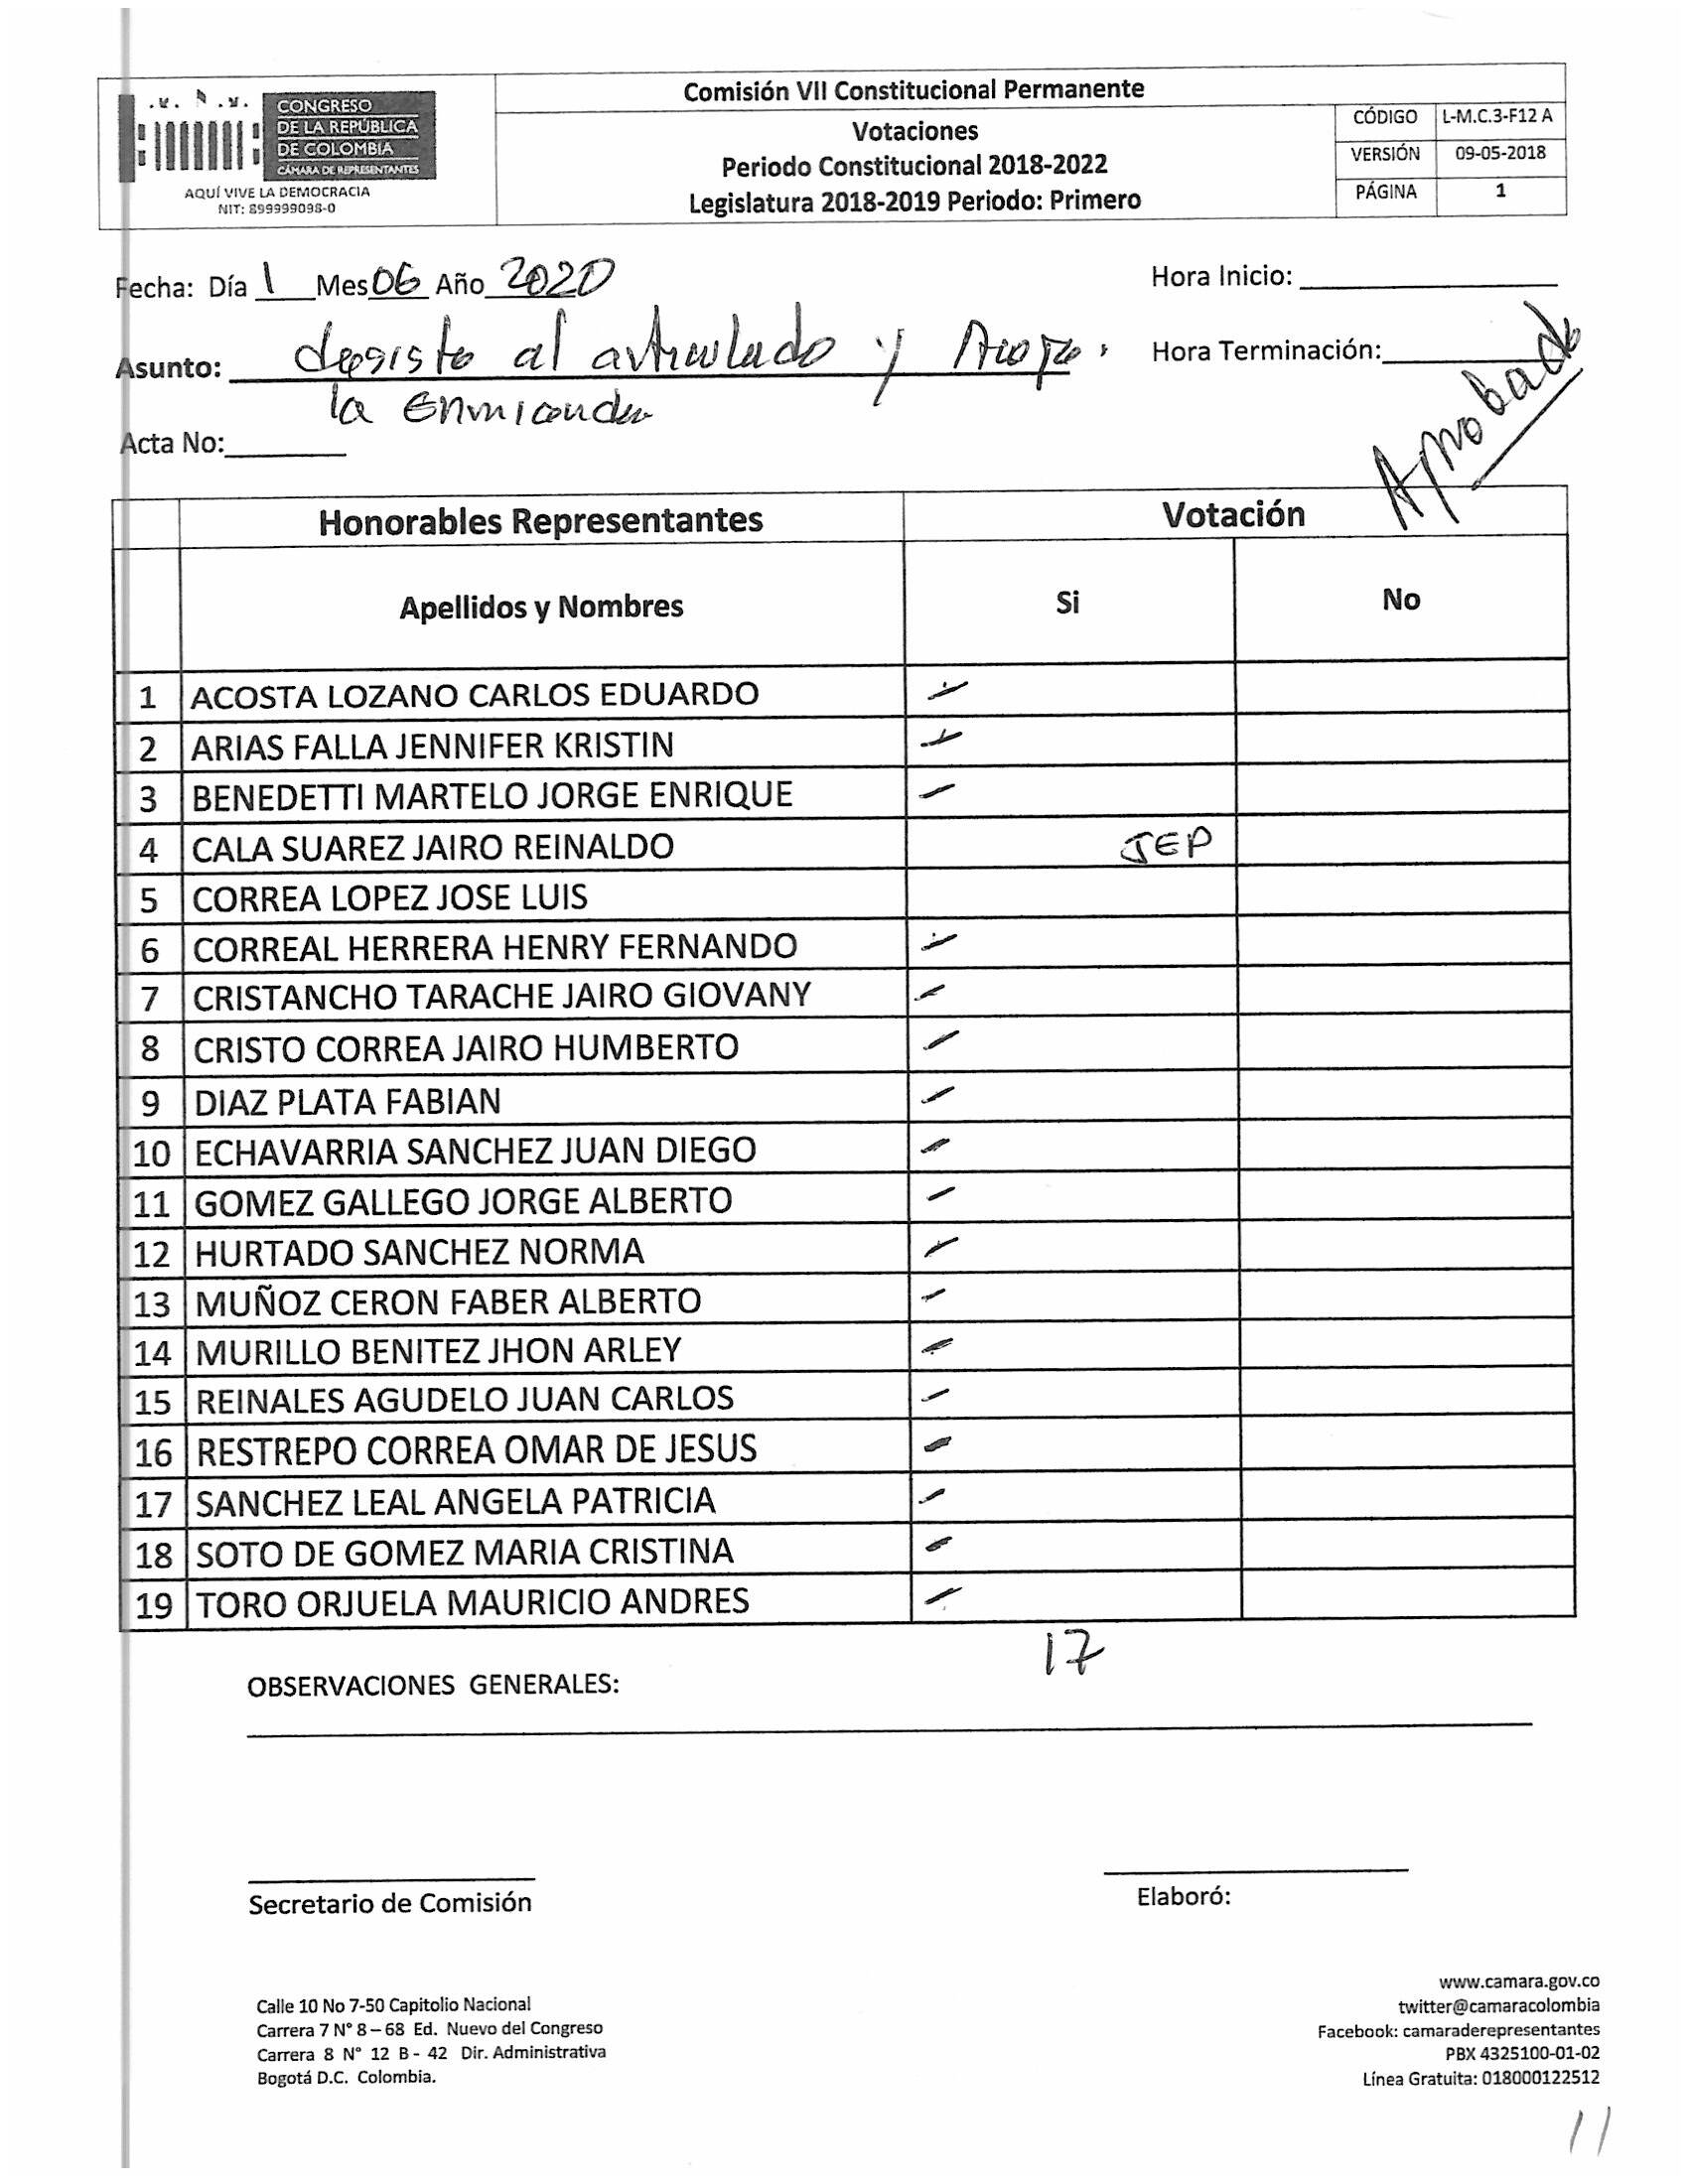 CONGRESO
DE LA REPÚBLICA
DE COLOMBIA
CÁMARA DE REPRESENTANTES
AQUÍ VIVE LA DEMOCRACIA
NIT: 899999098-0
Comisión VII Constitucional Permanente
Votaciones
Periodo Constitucional 2018-2022
Legislatura 2018-2019 Periodo: Primero
CÓDIGO L-M.C.3-F12 A
VERSIÓN 09-05-2018
PÁGINA 1
Fecha: Día 1 Mes 06 Año 2020
Hora Inicio:
Asunto: desisto al articulado y
Hora Terminación:
la
Aprobado
Acta No:
Honorables Representantes Votación
Apellidos y Nombres Si No
1 ACOSTA LOZANO CARLOS EDUARDO
2 ARIAS FALLA JENNIFER KRISTIN
3 BENEDETTI MARTELO JORGE ENRIQUE
4 CALA SUAREZ JAIRO REINALDO JEP
5 CORREA LOPEZ JOSE LUIS
6 CORREAL HERRERA HENRY FERNANDO
7 CRISTANCHO TARACHE JAIRO GIOVANY
8 CRISTO CORREA JAIRO HUMBERTO
9 DIAZ PLATA FABIAN
10 ECHAVARRIA SANCHEZ JUAN DIEGO
11 GOMEZ GALLEGO JORGE ALBERTO
12 HURTADO SANCHEZ NORMA
13 MUÑOZ CERON FABER ALBERTO
14 MURILLO BENITEZ JHON ARLEY
15 REINALES AGUDELO JUAN CARLOS
16 RESTREPO CORREA OMAR DE JESUS
17 SANCHEZ LEAL ANGELA PATRICIA
18 SOTO DE GOMEZ MARIA CRISTINA
19 TORO ORJUELA MAURICIO ANDRES
17
OBSERVACIONES GENERALES:
Secretario de Comisión
Elaboró:
Calle 10 No 7-50 Capitolio Nacional
Carrera 7 N° 8 – 68 Ed. Nuevo del Congreso
Carrera 8 N° 12 B - 42 Dir. Administrativa
Bogotá D.C. Colombia.
www.camara.gov.co
twitter@camaracolombia
Facebook: camaraderepresentantes
PBX 4325100-01-02
Línea Gratuita: 018000122512
11